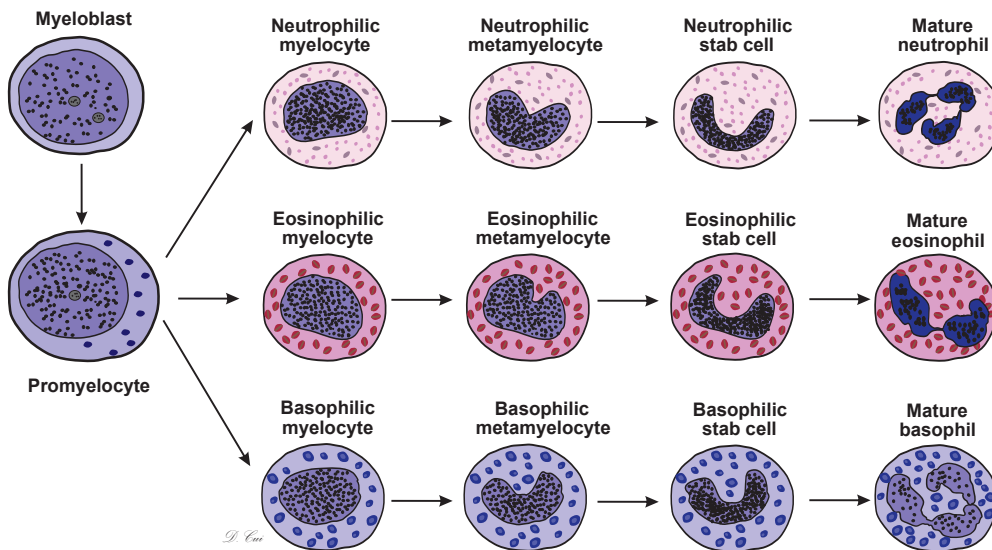 Myeloblast
Neutrophilic
myelocyte
Neutrophilic
metamyelocyte
Neutrophilic
stab cell
Mature
neutrophil
Eosinophilic
myelocyte
Eosinophilic
metamyelocyte
Eosinophilic
stab cell
Mature
eosinophil
Promyelocyte
Basophilic
myelocyte
Basophilic
metamyelocyte
Basophilic
stab cell
Mature
basophil
D. Cui